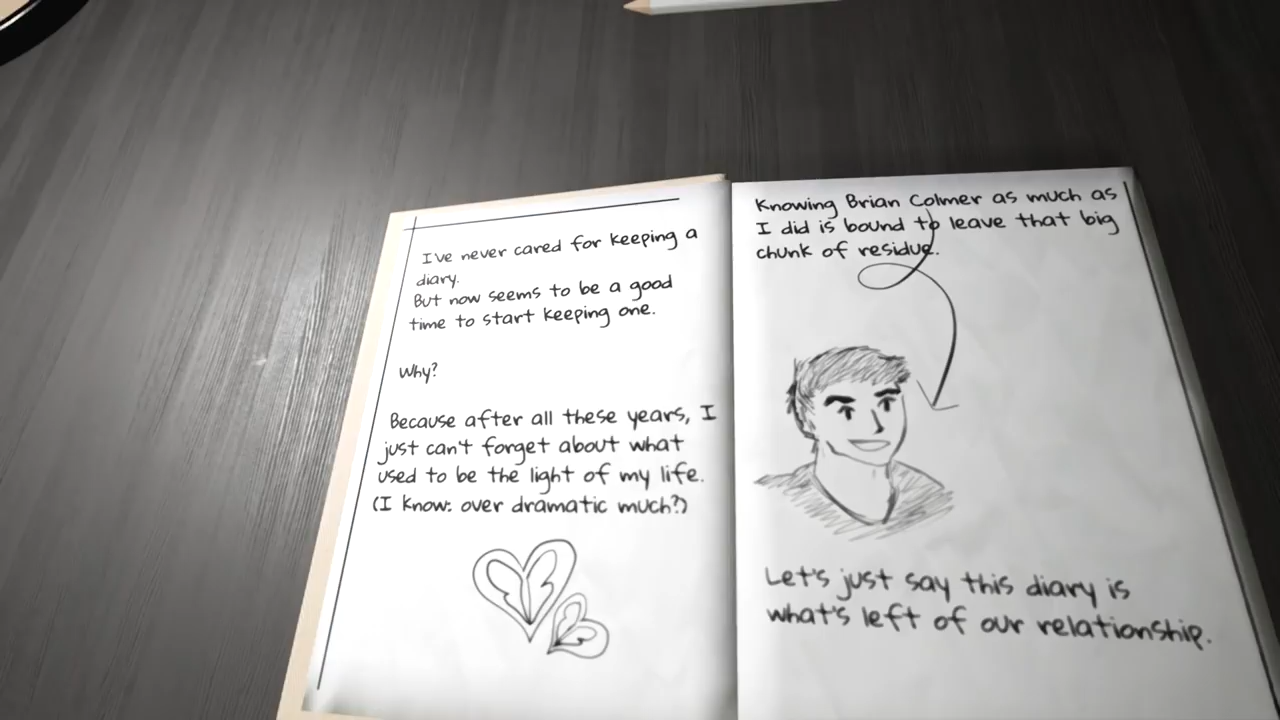 I've never cared for keeping a
diary.
But now seems to be a good
time to start keeping one.
Why?
Because after all these years, I
just can't forget about what
used to be the light of my life.
(I know: over dramatic much?)
Knowing Brian Colmer as much as
I did is bound to leave that big
chunk of residue.
Let's just say this diary is
what's left of our relationship.